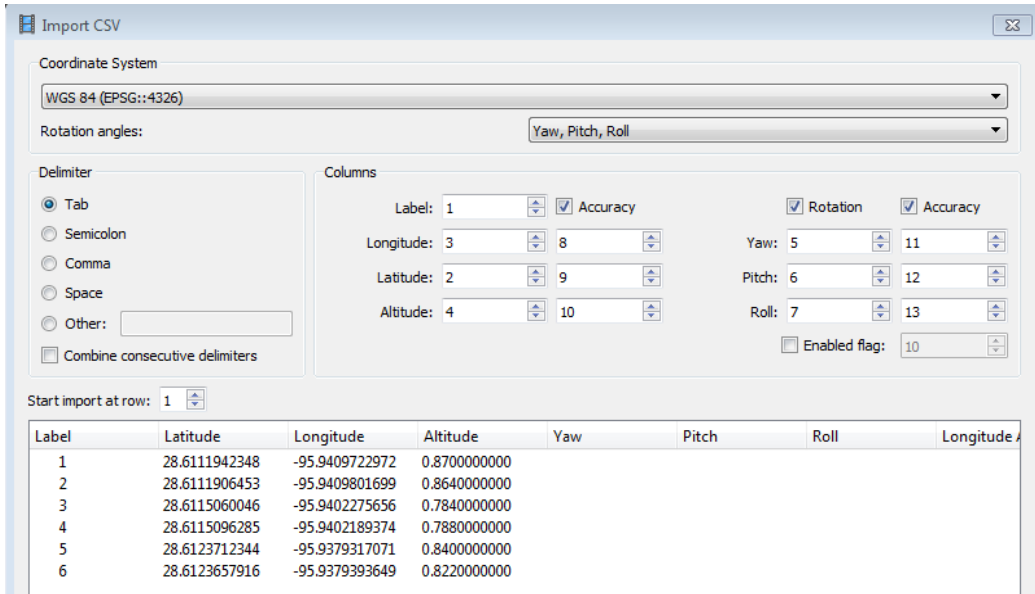 Import CSV
Coordinate System
WGS 84 (EPSG::4326)
Rotation angles: Yaw, Pitch, Roll
Delimiter
Tab
Semicolon
Comma
Space
Other:
Combine consecutive delimiters
Columns
Label: 1 Accuracy Rotation Accuracy
Longitude: 3 8 Yaw: 5 11
Latitude: 2 9 Pitch: 6 12
Altitude: 4 10 Roll: 7 13
Enabled flag: 10
Start import at row: 1
Label Latitude Longitude Altitude Yaw Pitch Roll Longitude
1 28.6111942348 -95.9409722972 0.8700000000
2 28.6111906453 -95.9409801699 0.8640000000
3 28.6115060046 -95.9402275656 0.7840000000
4 28.6115096285 -95.9402189374 0.7880000000
5 28.6123712344 -95.9379317071 0.8400000000
6 28.6123657916 -95.9379393649 0.8220000000